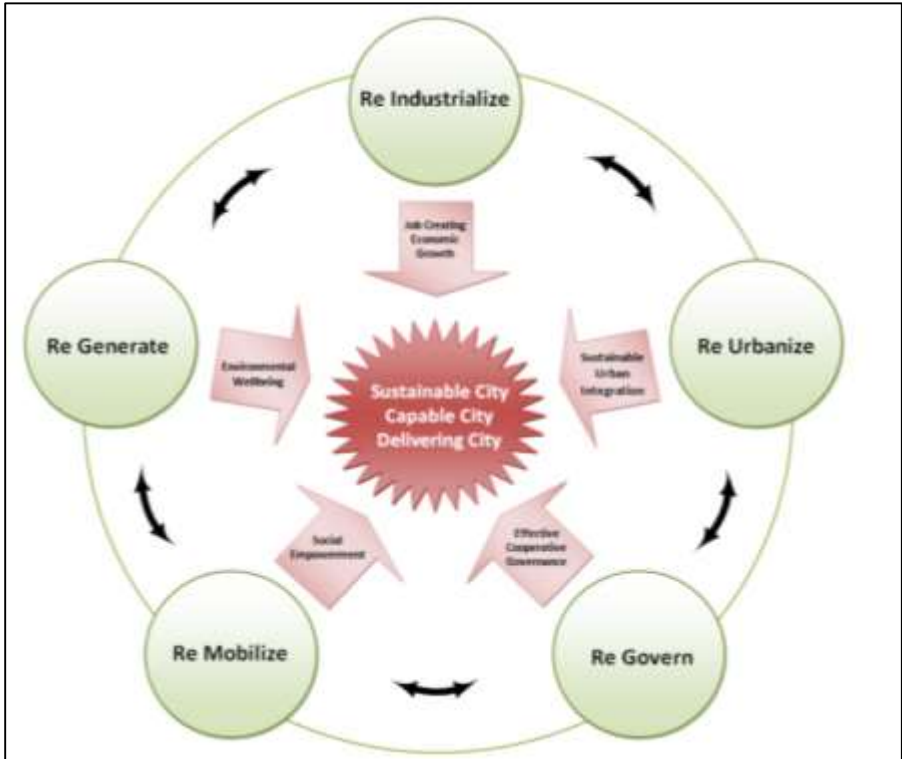 Re Industrialize
Job Creating
Economic
Growth
Re Generate
Environmental
Wellbeing
Sustainable City
Capable City
Delivering City
Sustainable
Urban
Integration
Re Urbanize
Social
Empowerment
Effective
Cooperative
Governance
Re Mobilize
Re Govern